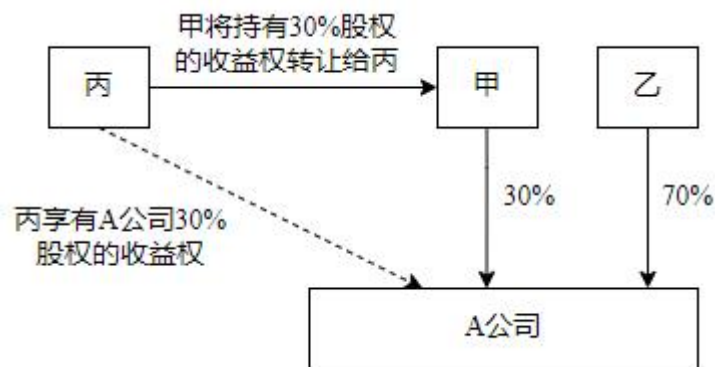 甲将持有30%股权
的收益权转让给丙
丙
甲
乙
30%
70%
丙享有A公司30%
股权的收益权
A公司